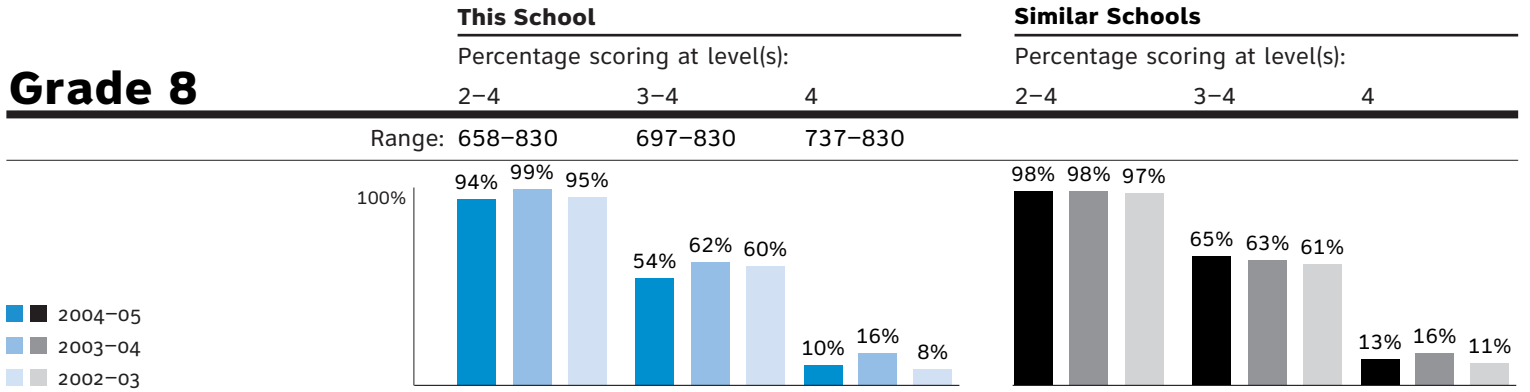 This School Similar Schools
Percentage scoring at level(s): Percentage scoring at level(s):
Grade 8 2–4 3–4 4 2–4 3–4 4
Range: 658–830 697–830 737–830
94% 99% 95% 98% 98% 97%
100%
54% 62% 60% 65% 63% 61%
10% 16% 8% 13% 16% 11%
2004–05
2003–04
2002–03